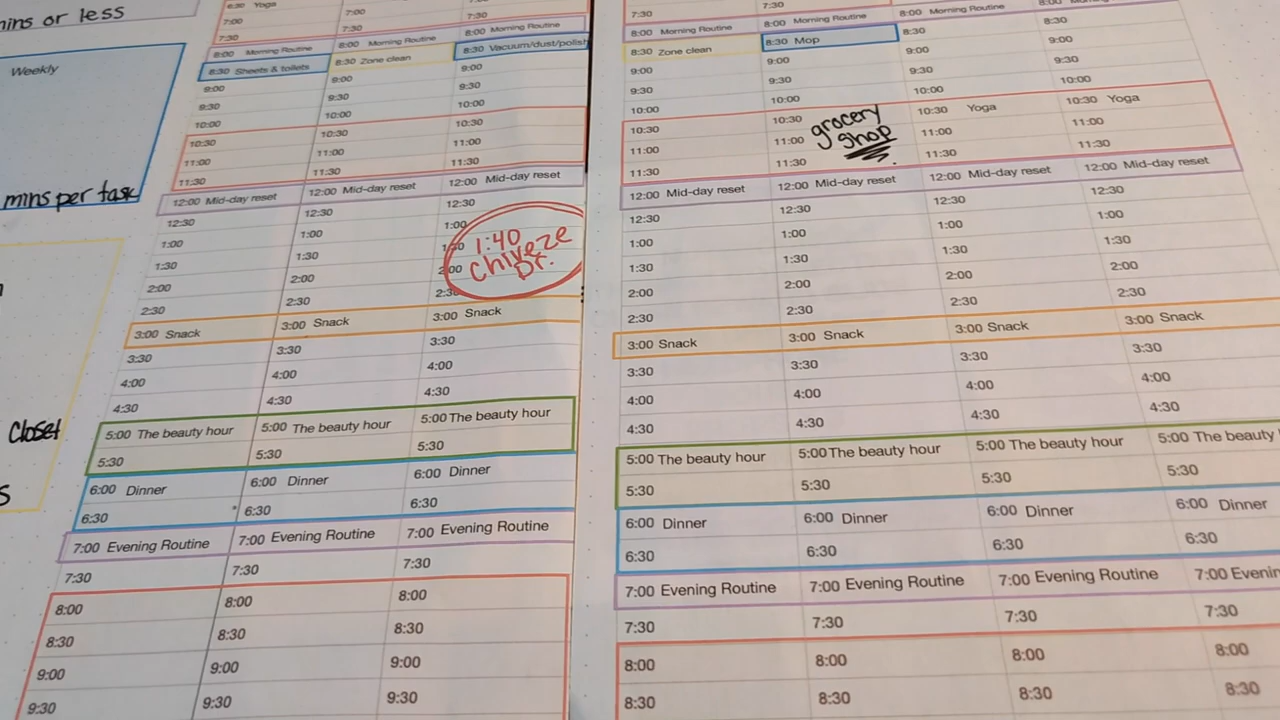 mins or less
Weekly
mins per task
Closet
6:30 Yoga
7:00
7:30
8:00 Morning Routine
8:30 Sheets & toilets
9:00
9:30
10:00
10:30
11:00
11:30
12:00 Mid-day reset
12:30
1:00
1:30
2:00
2:30
3:00 Snack
3:30
4:00
4:30
5:00 The beauty hour
5:30
6:00 Dinner
6:30
7:00 Evening Routine
7:30
8:00
8:30
9:00
9:30
7:00
7:30
8:00 Morning Routine
8:30 Zone clean
9:00
9:30
10:00
10:30
11:00
11:30
12:00 Mid-day reset
12:30
1:00
1:30
2:00
2:30
3:00 Snack
3:30
4:00
4:30
5:00 The beauty hour
5:30
6:00 Dinner
6:30
7:00 Evening Routine
7:30
8:00
8:30
9:00
9:30
7:00
7:30
8:00 Morning Routine
8:30 Vacuum/dust/polish
9:00
9:30
10:00
10:30
11:00
11:30
12:00 Mid-day reset
12:30
1:00
1:40
Dr.
2:30
3:00 Snack
3:30
4:00
4:30
5:00 The beauty hour
5:30
6:00 Dinner
6:30
7:00 Evening Routine
7:30
8:00
8:30
9:00
9:30
7:30
8:00 Morning Routine
8:30 Zone clean
9:00
9:30
10:00
10:30
11:00
11:30
12:00 Mid-day reset
12:30
1:00
1:30
2:00
2:30
3:00 Snack
3:30
4:00
4:30
5:00 The beauty hour
5:30
6:00 Dinner
6:30
7:00 Evening Routine
7:30
8:00
8:30
7:30
8:00 Morning Routine
8:30 Mop
9:00
9:30
10:00
10:30
11:00
11:30
grocery
shop
12:00 Mid-day reset
12:30
1:00
1:30
2:00
2:30
3:00 Snack
3:30
4:00
4:30
5:00 The beauty hour
5:30
6:00 Dinner
6:30
7:00 Evening Routine
7:30
8:00
8:30
8:00 Morning Routine
8:30
9:00
9:30
10:00
10:30 Yoga
11:00
11:30
12:00 Mid-day reset
12:30
1:00
1:30
2:00
2:30
3:00 Snack
3:30
4:00
4:30
5:00 The beauty hour
5:30
6:00 Dinner
6:30
7:00 Evening Routine
7:30
8:00
8:30
8:30
9:00
9:30
10:00
10:30 Yoga
11:00
11:30
12:00 Mid-day reset
12:30
1:00
1:30
2:00
2:30
3:00 Snack
3:30
4:00
4:30
5:00 The beauty
5:30
6:00 Dinner
6:30
7:00 Evenin
7:30
8:00
8:30